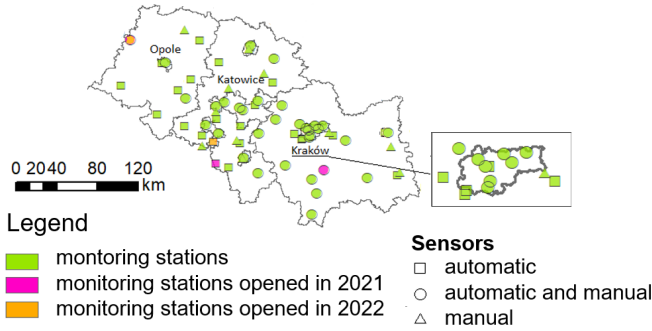 Opole
Katowice
Kraków
0 20 40 80 120
km
Legend
montoring stations
monitoring stations opened in 2021
monitoring stations opened in 2022
Sensors
automatic
automatic and manual
manual